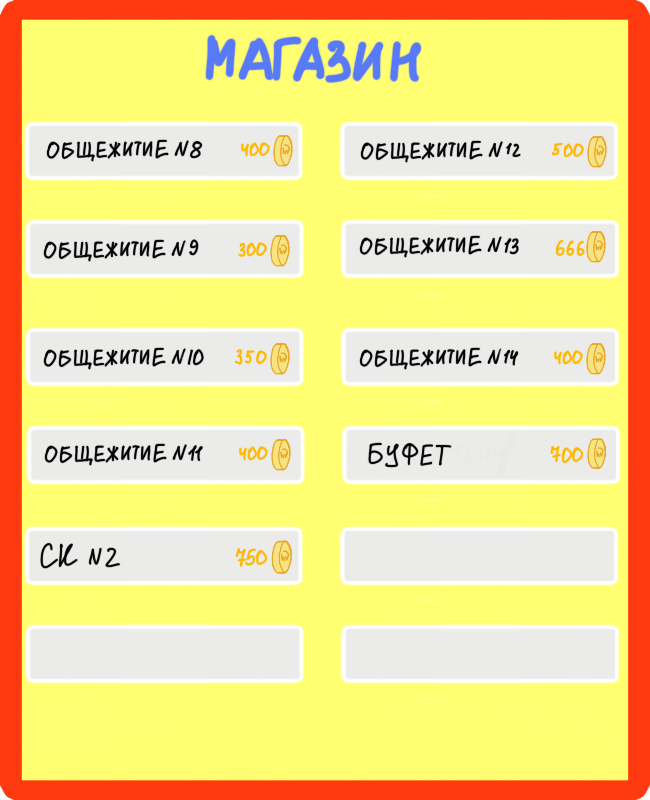 МАГАЗИН
ОБЩЕЖИТИЕ N8 400
ОБЩЕЖИТИЕ N12 500
ОБЩЕЖИТИЕ N9 300
ОБЩЕЖИТИЕ N13 666
ОБЩЕЖИТИЕ N10 350
ОБЩЕЖИТИЕ N14 400
ОБЩЕЖИТИЕ N11 400
БУФЕТ 700
СК N2 750